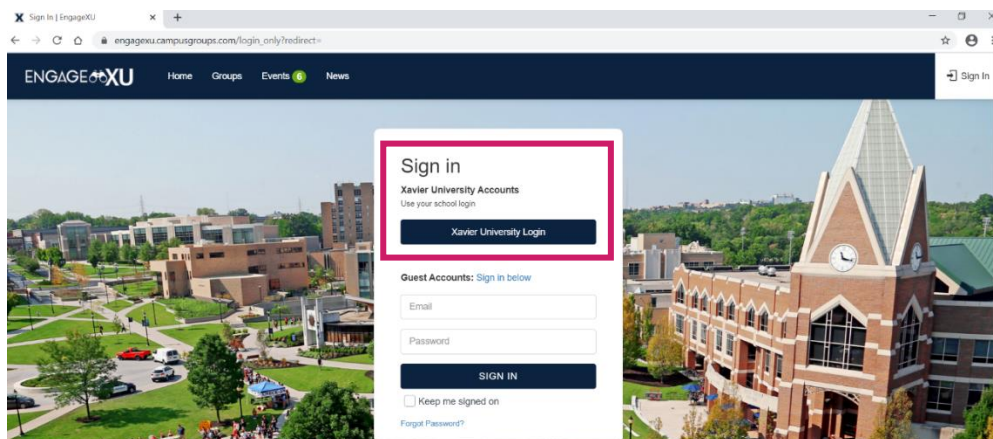 Sign In | EngageXU
engagexu.campusgroups.com/login_only?redirect=
ENGAGE XU Home Groups Events 6 News Sign In
Sign in
Xavier University Accounts
Use your school login
Xavier University Login
Guest Accounts: Sign in below
Email
Password
SIGN IN
Keep me signed on
Forgot Password?